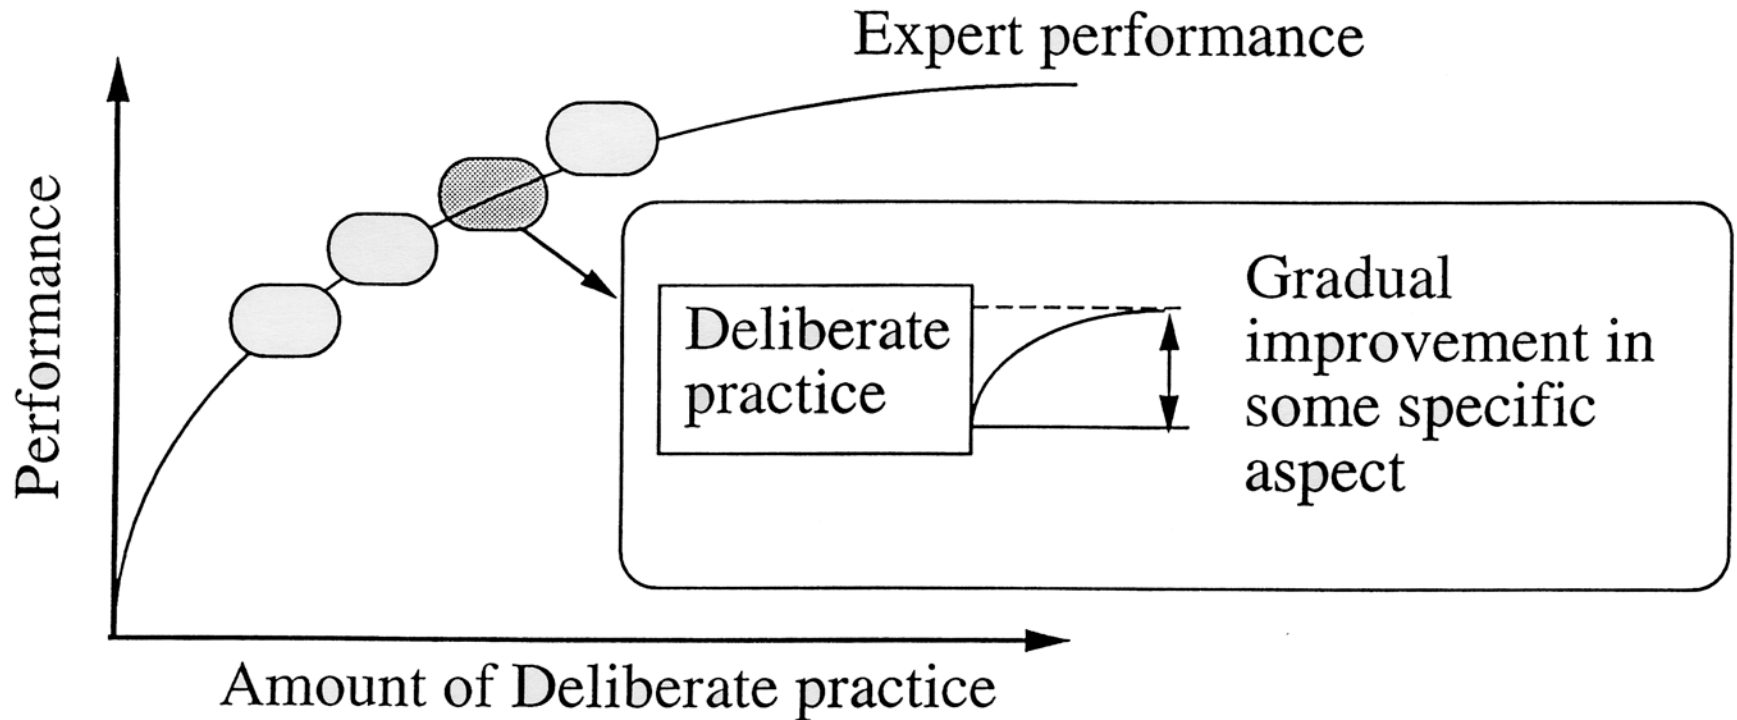 Expert performance
Performance
Deliberate
practice
Gradual
improvement in
some specific
aspect
Amount of Deliberate practice